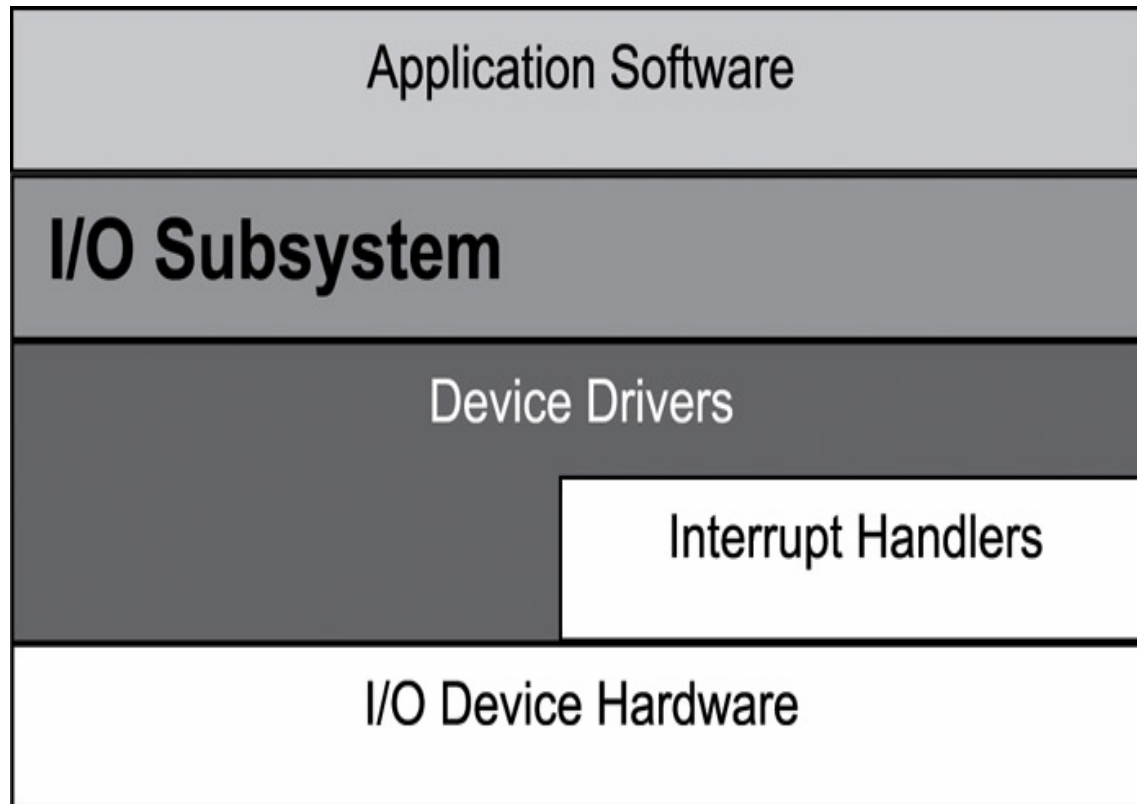 Application Software
I/O Subsystem
Device Drivers
Interrupt Handlers
I/O Device Hardware